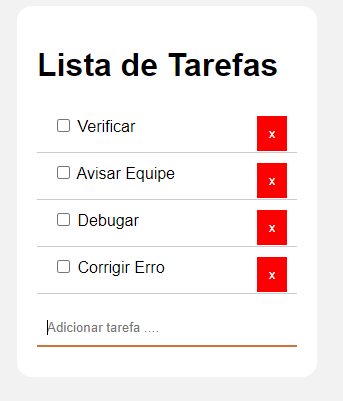 Lista de Tarefas
Verificar x
Avisar Equipe x
Debugar x
Corrigir Erro x
Adicionar tarefa ....